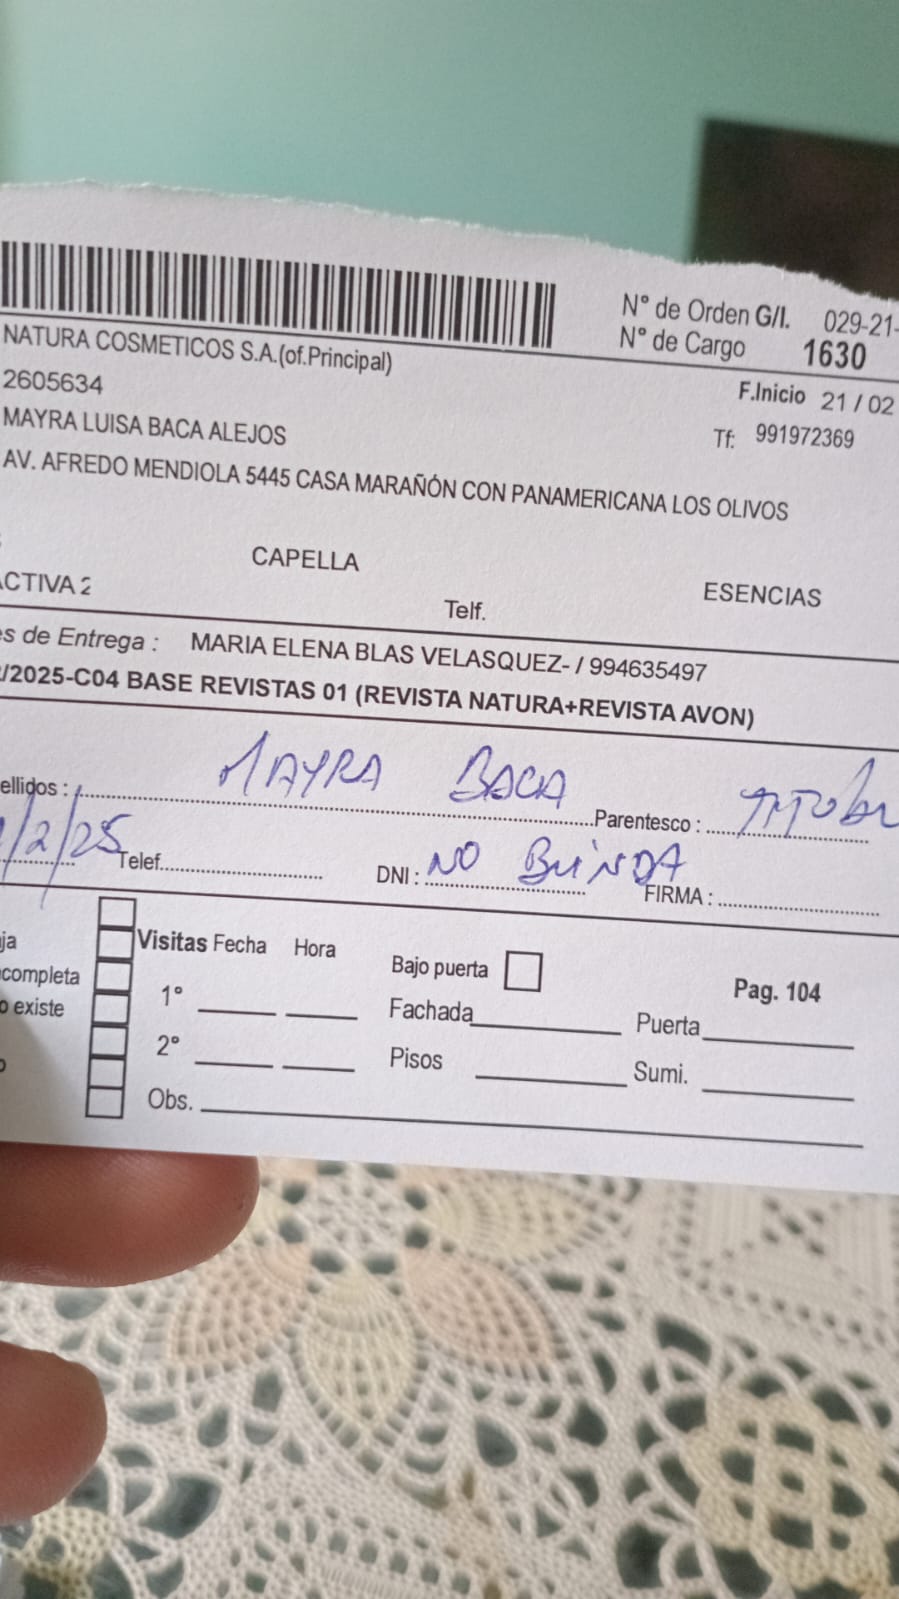 N° de Orden G/I. 029-21-
N° de Cargo 1630
NATURA COSMETICOS S.A.(of.Principal)
F.Inicio 21 / 02
2605634
Tf: 991972369
MAYRA LUISA BACA ALEJOS
AV. AFREDO MENDIOLA 5445 CASA MARAÑÓN CON PANAMERICANA LOS OLIVOS
CAPELLA
ESENCIAS
ACTIVA 2
Telf.
es de Entrega : MARIA ELENA BLAS VELASQUEZ- / 994635497
/2025-C04 BASE REVISTAS 01 (REVISTA NATURA+REVISTA AVON)
ellidos : MAYRA BACA Parentesco :
/2/25 Telef. DNI : NO BRINDA FIRMA :
ja
Visitas Fecha Hora
Bajo puerta
Pag. 104
completa
1°
Fachada
Puerta
o existe
2°
Pisos
Sumi.
o
Obs.